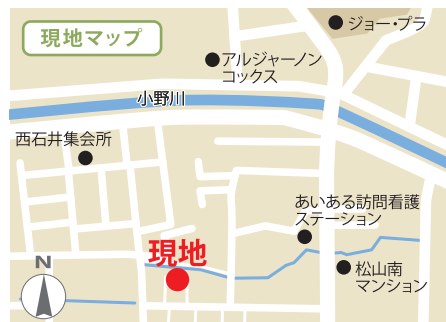 現地マップ
ジョー・プラ
アルジャーノン
コックス
小野川
西石井集会所
あいある訪問看護
ステーション
現地
松山南
マンション
N